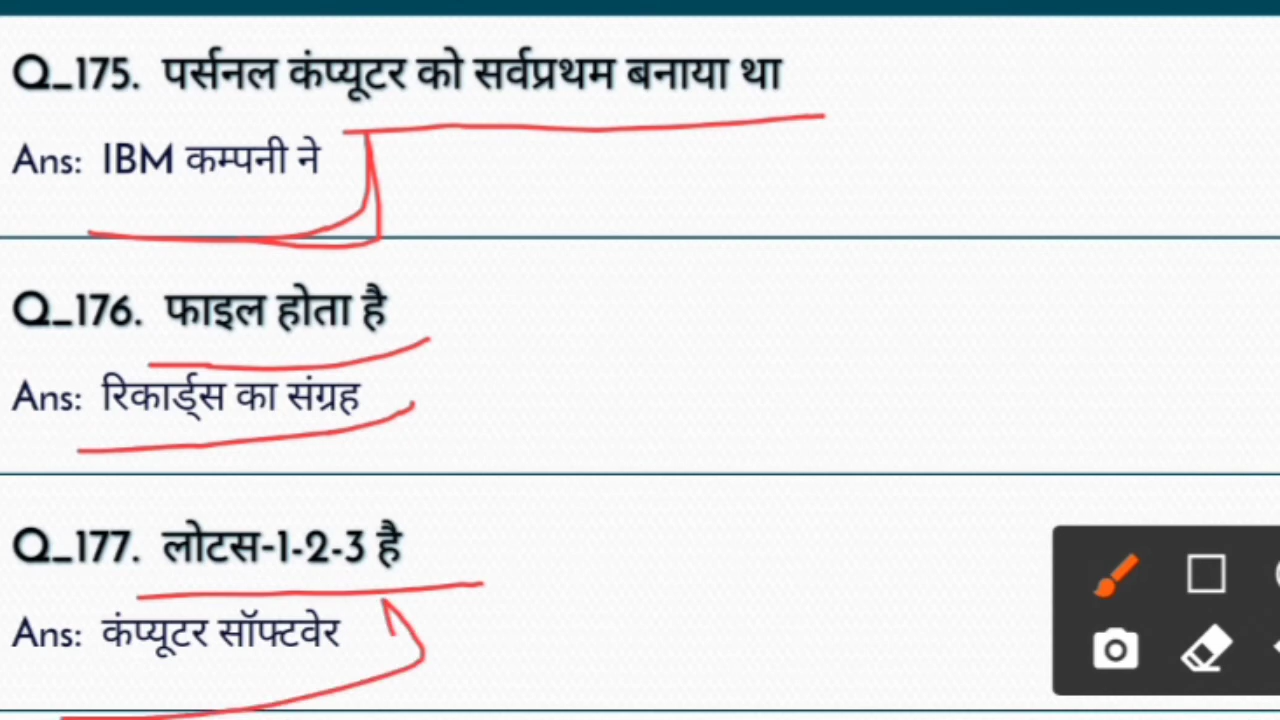 Q_175. पर्सनल कंप्यूटर को सर्वप्रथम बनाया था
Ans: IBM कम्पनी ने
Q_176. फाइल होता है
Ans: रिकार्ड्स का संग्रह
Q_177. लोटस-1-2-3 है
Ans: कंप्यूटर सॉफ्टवेर